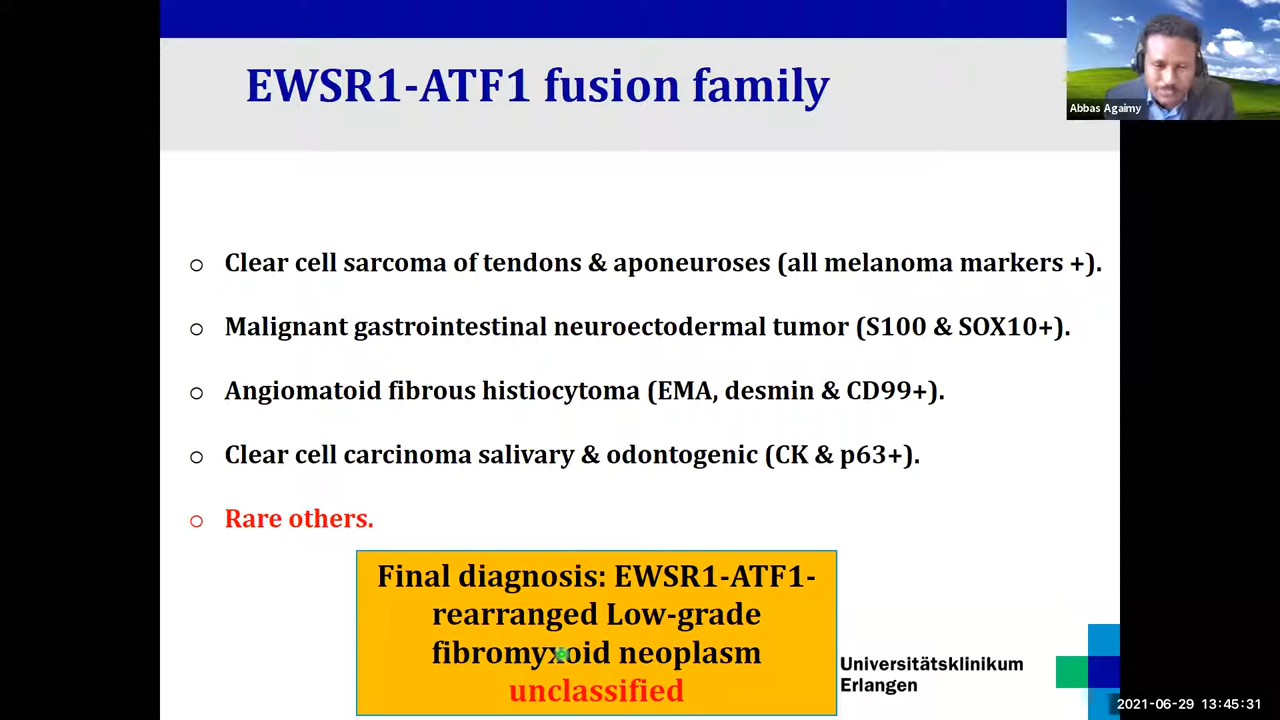 EWSR1-ATF1 fusion family
Abbas Agaimy
o Clear cell sarcoma of tendons & aponeuroses (all melanoma markers +).
o Malignant gastrointestinal neuroectodermal tumor (S100 & SOX10+).
o Angiomatoid fibrous histiocytoma (EMA, desmin & CD99+).
o Clear cell carcinoma salivary & odontogenic (CK & p63+).
o Rare others.
Final diagnosis: EWSR1-ATF1-
rearranged Low-grade
fibromyxoid neoplasm
unclassified
Universitätsklinikum
Erlangen
2021-06-29 13:45:31